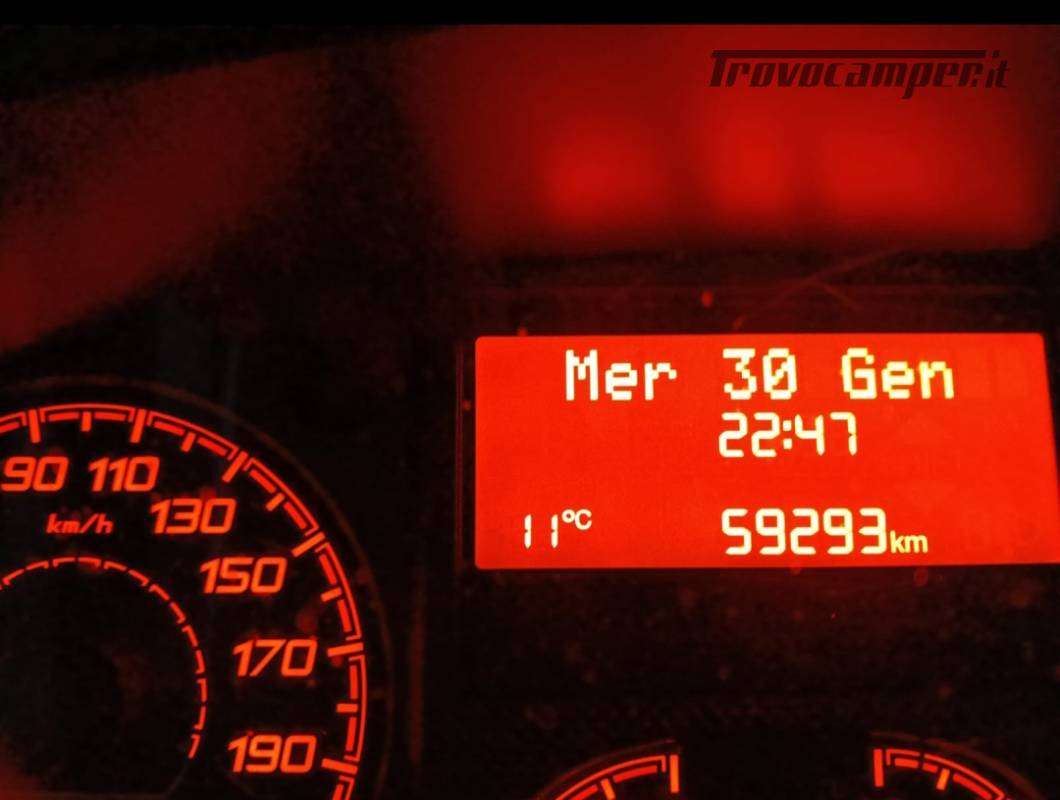 Trovocamper.it
Mer 30 Gen
22:47
11°C 59293km
90 110
km/h 130
150
170
190